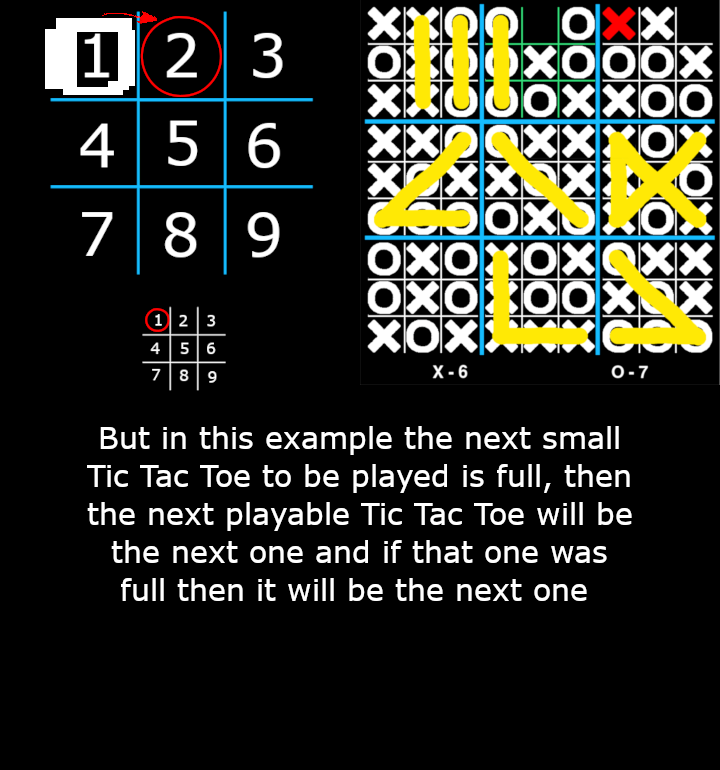 1 2 3
4 5 6
7 8 9
1 2 3
4 5 6
7 8 9
X - 6 O - 7
But in this example the next small
Tic Tac Toe to be played is full, then
the next playable Tic Tac Toe will be
the next one and if that one was
full then it will be the next one